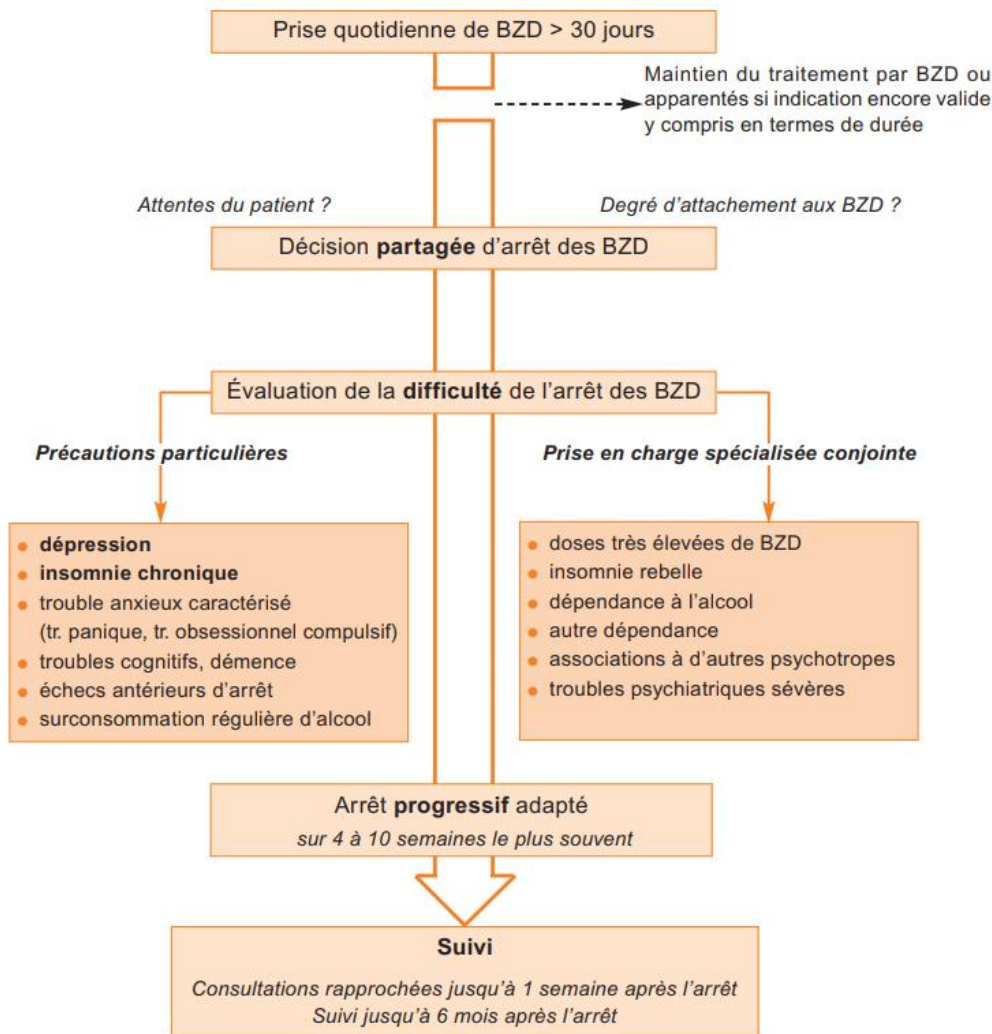 Prise quotidienne de BZD > 30 jours
Maintien du traitement par BZD ou
apparentés si indication encore valide
y compris en termes de durée
Attentes du patient ?
Degré d’attachement aux BZD ?
Décision partagée d’arrêt des BZD
Évaluation de la difficulté de l’arrêt des BZD
Précautions particulières
• dépression
• insomnie chronique
• trouble anxieux caractérisé
(tr. panique, tr. obsessionnel compulsif)
• troubles cognitifs, démence
• échecs antérieurs d’arrêt
• surconsommation régulière d’alcool
Prise en charge spécialisée conjointe
• doses très élevées de BZD
• insomnie rebelle
• dépendance à l’alcool
• autre dépendance
• associations à d’autres psychotropes
• troubles psychiatriques sévères
Arrêt progressif adapté
sur 4 à 10 semaines le plus souvent
Suivi
Consultations rapprochées jusqu’à 1 semaine après l’arrêt
Suivi jusqu’à 6 mois après l’arrêt